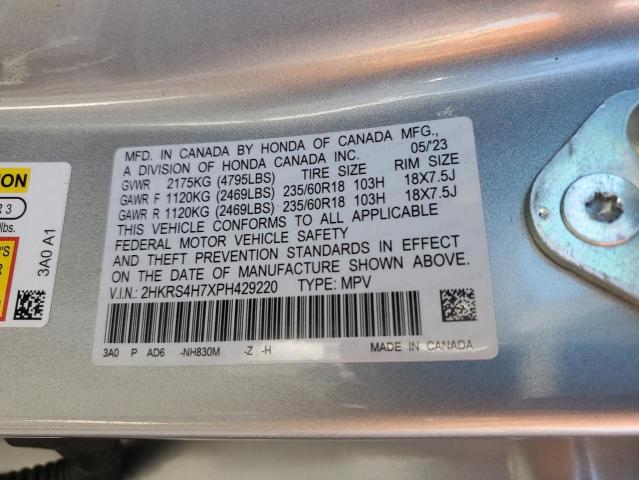 MFD. IN CANADA BY HONDA OF CANADA MFG.,
A DIVISION OF HONDA CANADA INC. 05/'23
GVWR 2175KG (4795LBS) TIRE SIZE RIM SIZE
GAWR F 1120KG (2469LBS) 235/60R18 103H 18X7.5J
GAWR R 1120KG (2469LBS) 235/60R18 103H 18X7.5J
THIS VEHICLE CONFORMS TO ALL APPLICABLE
FEDERAL MOTOR VEHICLE SAFETY
AND THEFT PREVENTION STANDARDS IN EFFECT
ON THE DATE OF MANUFACTURE SHOWN ABOVE.
V.I.N.: 2HKRS4H7XPH429220 TYPE: MPV
3A0 P AD6 -NH830M -Z -H MADE IN CANADA
TION
R 3
lbs.
'S
R
3A0 A1